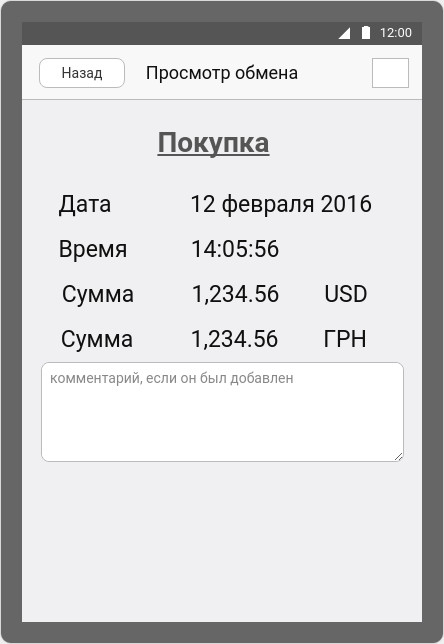 12:00
Назад Просмотр обмена
Покупка
Дата 12 февраля 2016
Время 14:05:56
Сумма 1,234.56 USD
Сумма 1,234.56 ГРН
комментарий, если он был добавлен